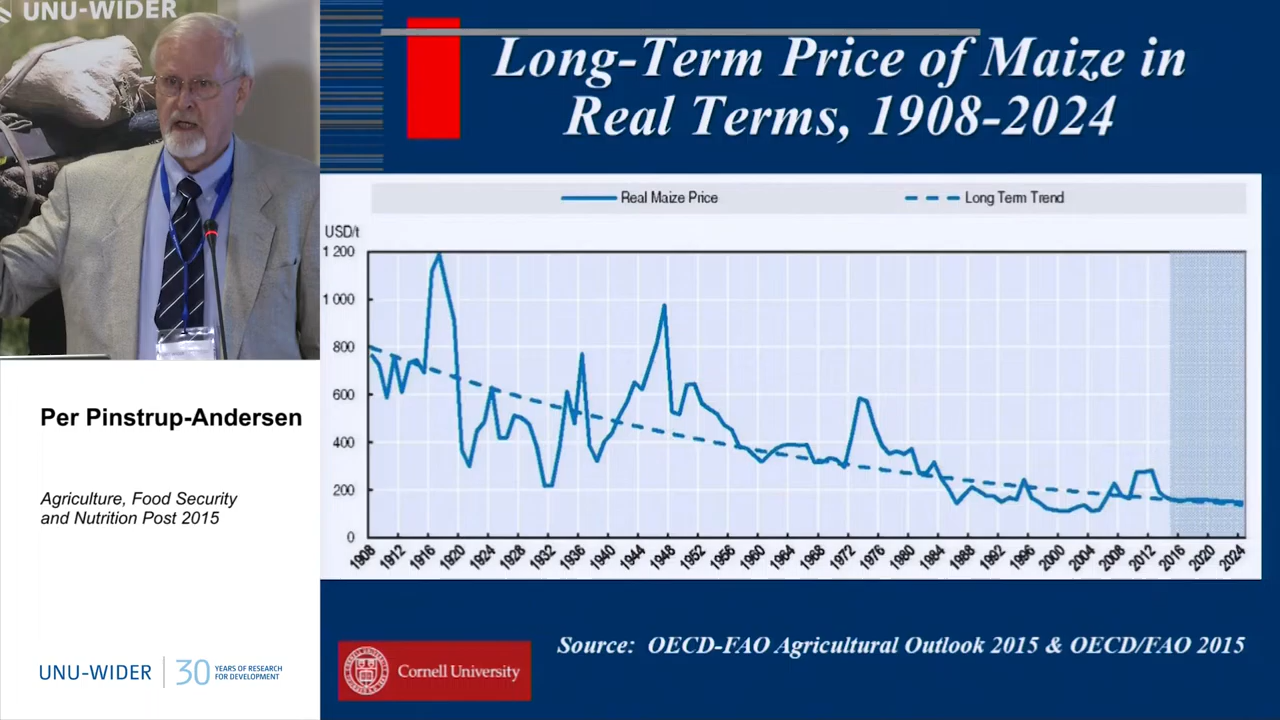 UNU-WIDER
Long-Term Price of Maize in
Real Terms, 1908-2024
Real Maize Price
Long Term Trend
USD/t
1 200
1 000
800
600
400
200
0
1908 1912 1916 1920 1924 1928 1932 1936 1940 1944 1948 1952 1956 1960 1964 1968 1972 1976 1980 1984 1988 1992 1996 2000 2004 2008 2012 2016 2020 2024
Per Pinstrup-Andersen
Agriculture, Food Security
and Nutrition Post 2015
Source: OECD-FAO Agricultural Outlook 2015 & OECD/FAO 2015
Cornell University
UNU-WIDER
30 YEARS OF RESEARCH
FOR DEVELOPMENT